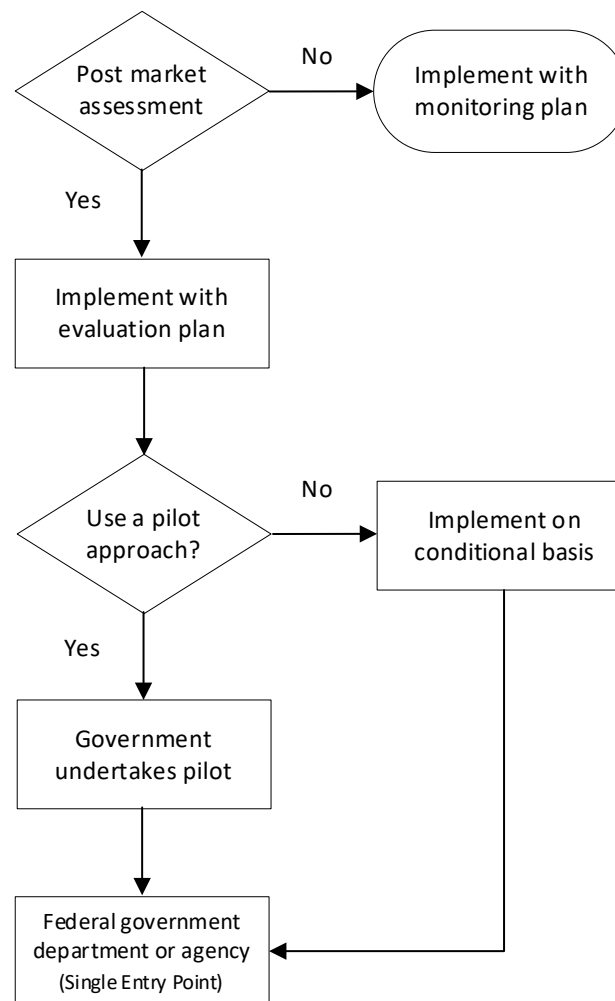 Post market
assessment
No
Implement with
monitoring plan
Yes
Implement with
evaluation plan
Use a pilot
approach?
No
Implement on
conditional basis
Yes
Government
undertakes pilot
Federal government
department or agency
(Single Entry Point)